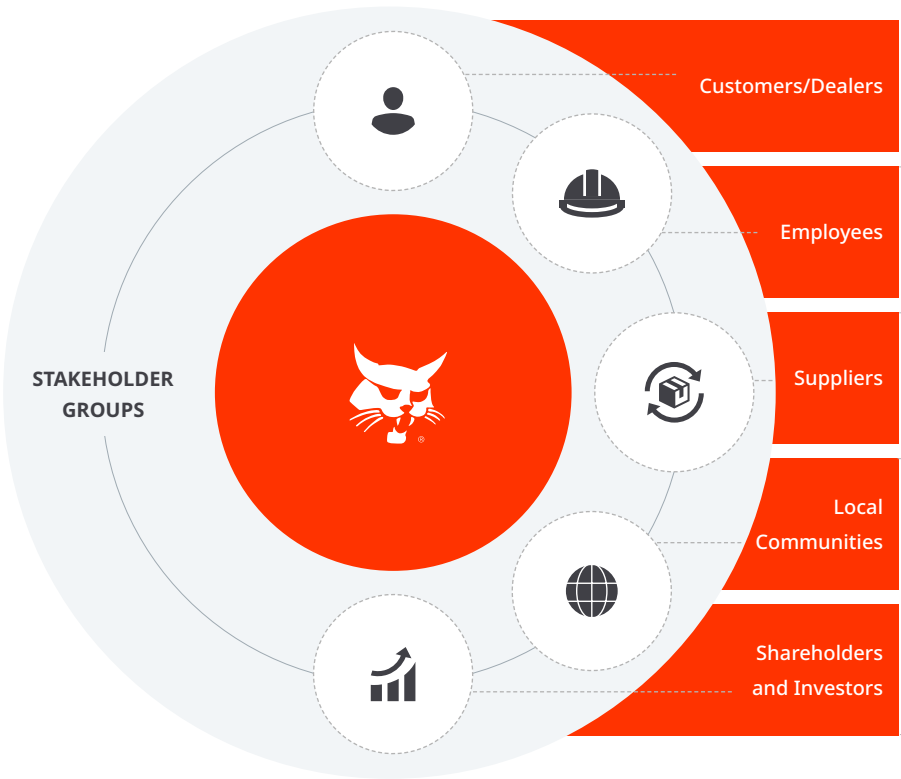 Customers/Dealers
Employees
STAKEHOLDER
GROUPS
Suppliers
®
Local
Communities
Shareholders
and Investors